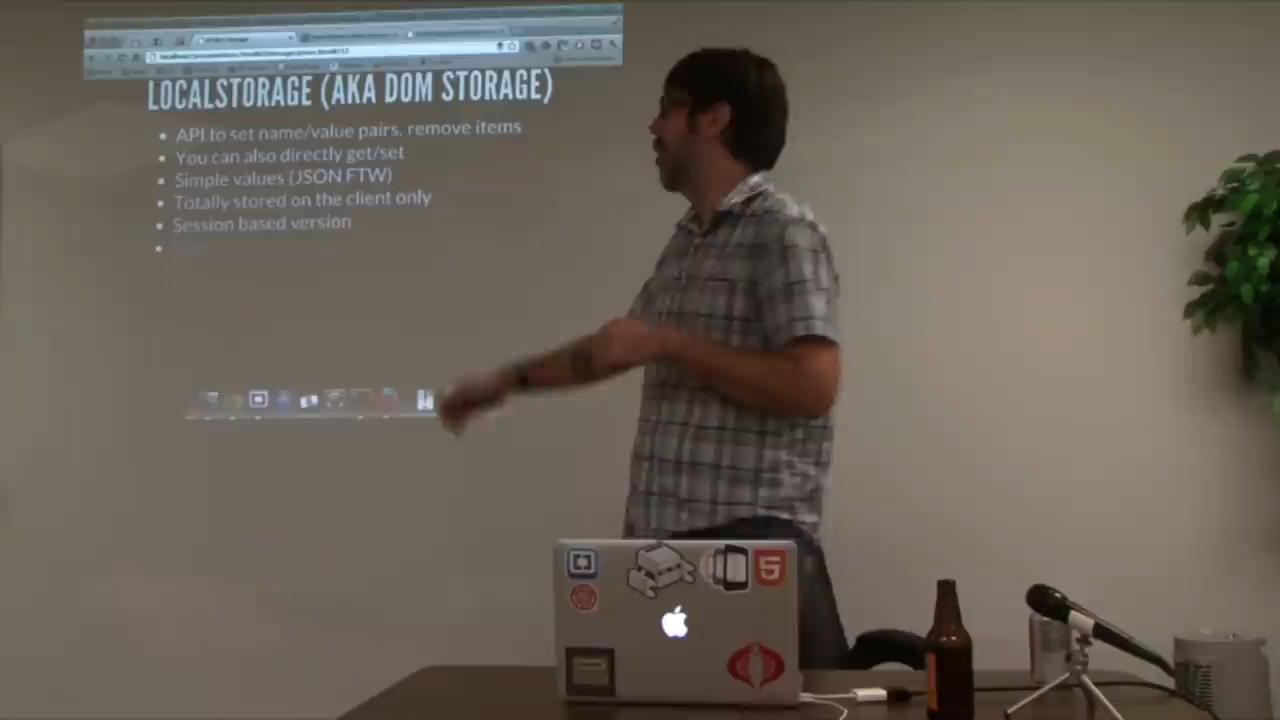 LOCALSTORAGE (AKA DOM STORAGE)
API to set name/value pairs, remove items
You can also directly get/set
Simple values (JSON FTW)
Totally stored on the client only
Session based version
5